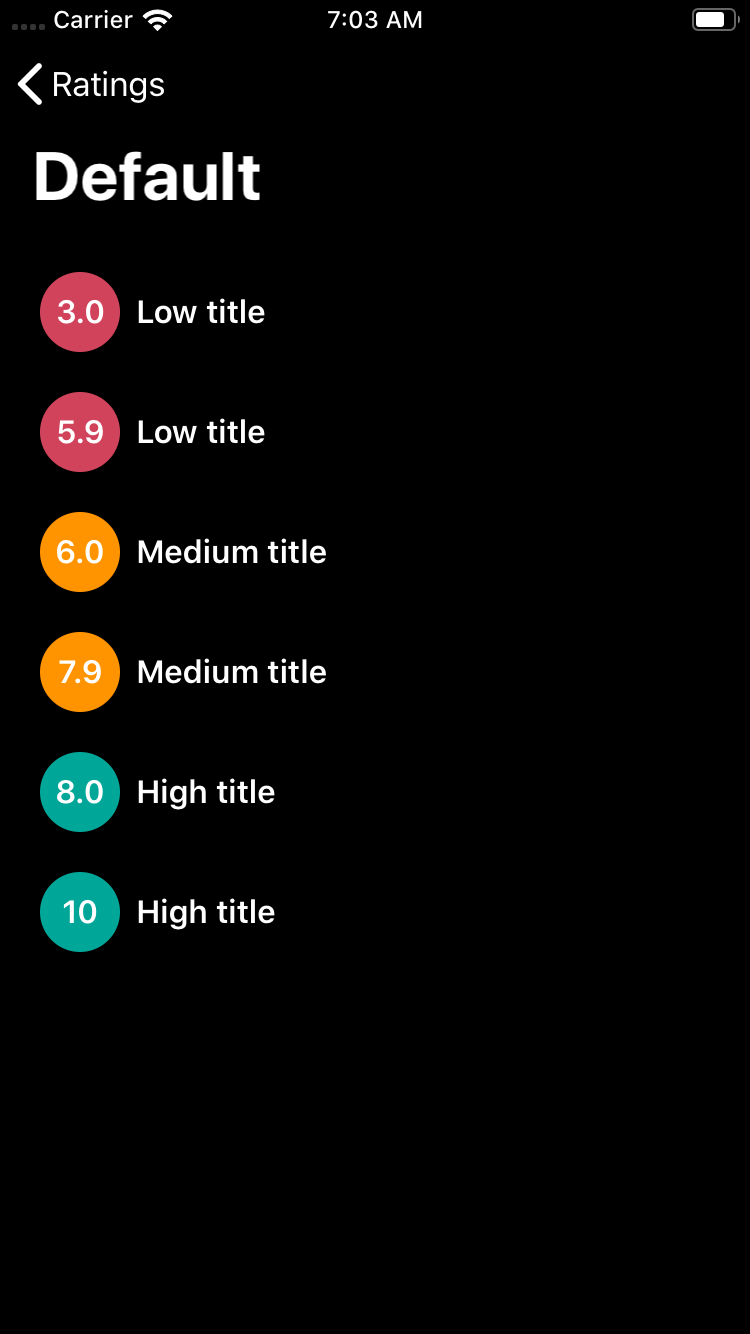 Carrier 7:03 AM
Ratings
Default
3.0 Low title
5.9 Low title
6.0 Medium title
7.9 Medium title
8.0 High title
10 High title